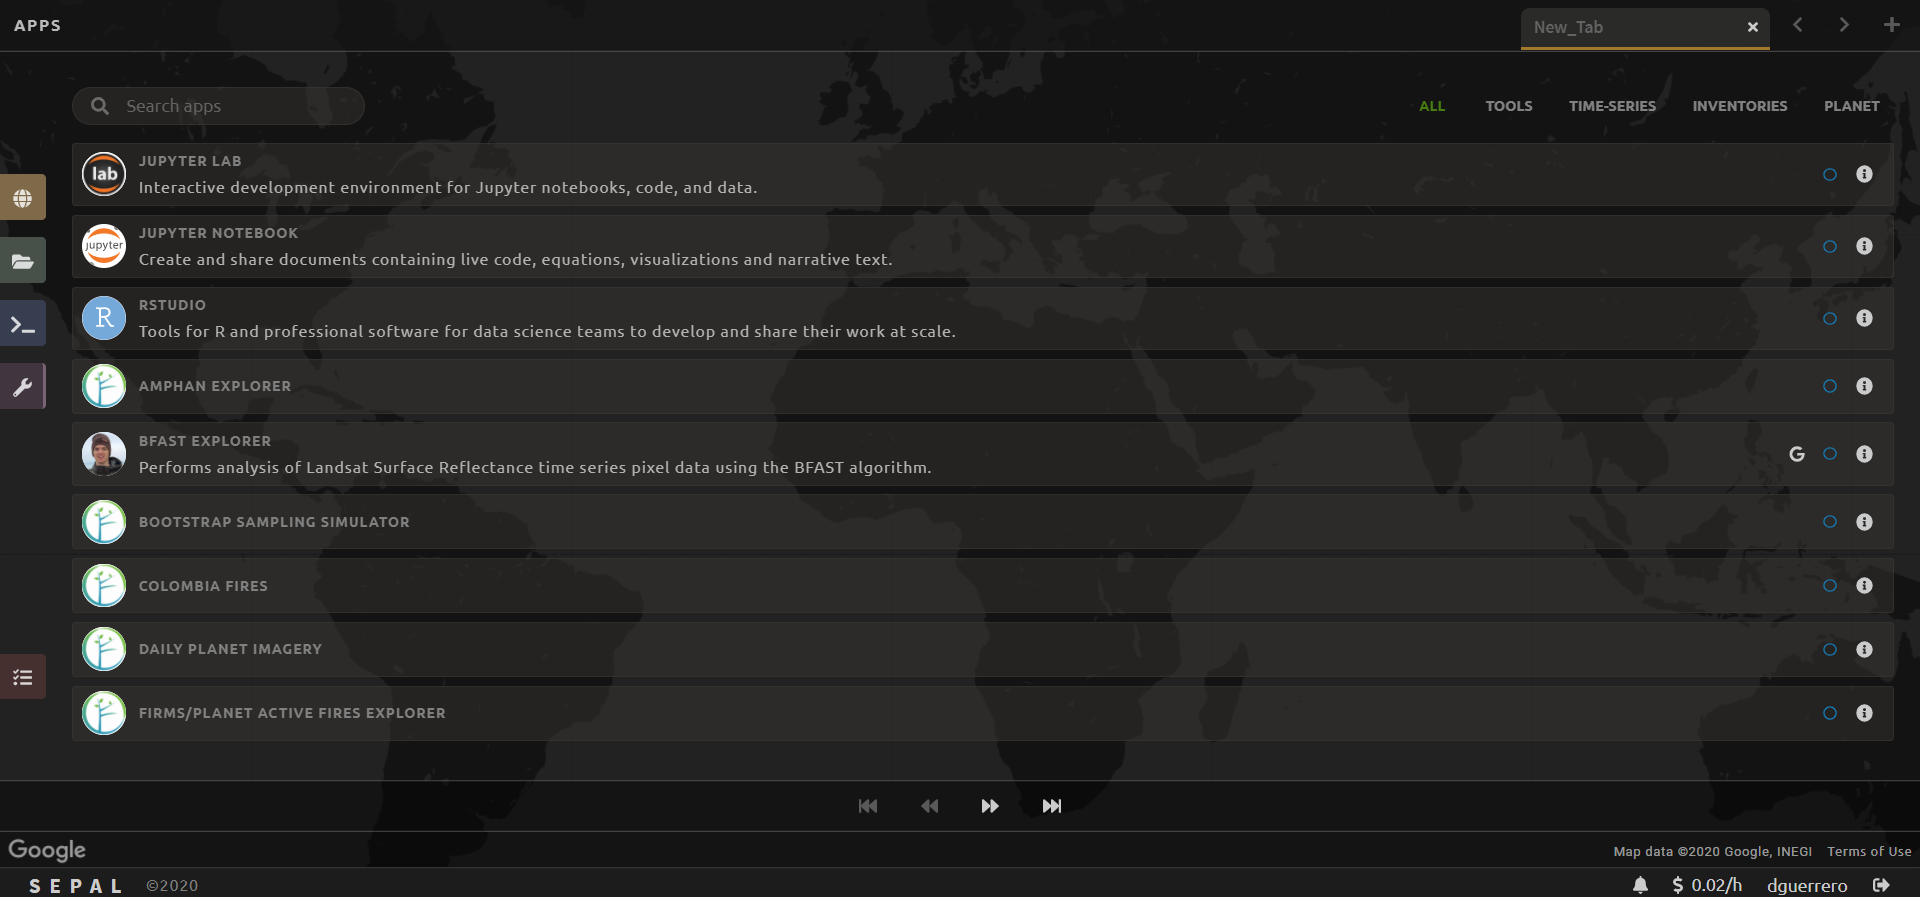 APPS
New_Tab
Search apps
ALL TOOLS TIME-SERIES INVENTORIES PLANET
lab
JUPYTER LAB
Interactive development environment for Jupyter notebooks, code, and data.
jupyter
JUPYTER NOTEBOOK
Create and share documents containing live code, equations, visualizations and narrative text.
R
RSTUDIO
Tools for R and professional software for data science teams to develop and share their work at scale.
AMPHAN EXPLORER
BFAST EXPLORER
Performs analysis of Landsat Surface Reflectance time series pixel data using the BFAST algorithm.
G
BOOTSTRAP SAMPLING SIMULATOR
COLOMBIA FIRES
DAILY PLANET IMAGERY
FIRMS/PLANET ACTIVE FIRES EXPLORER
Google
Map data ©2020 Google, INEGI Terms of Use
SEPAL ©2020
$ 0.02/h dguerrero